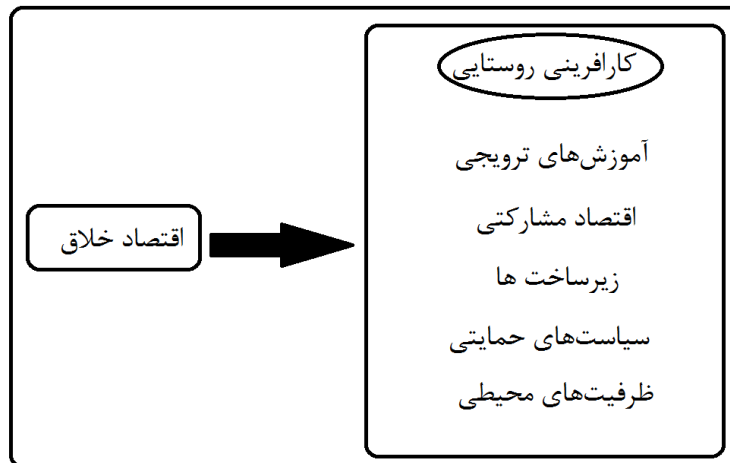 کارافرینی روستایی
آموزش‌های ترویجی
اقتصاد مشارکتی
زیرساخت ها
سیاست‌های حمایتی
ظرفیت‌های محیطی
اقتصاد خلاق